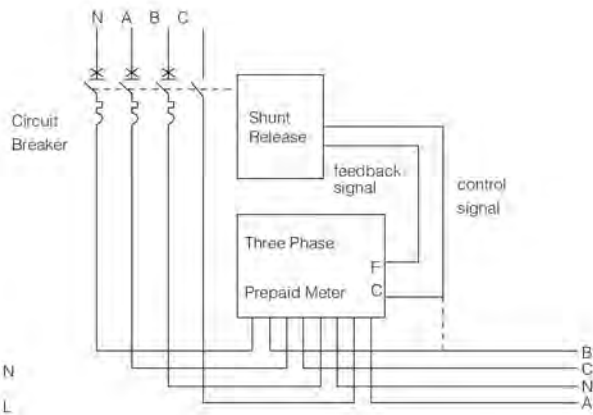 N A B C
Circuit
Breaker
Shunt
Release
feedback
signal
control
signal
Three Phase
F
Prepaid Meter C
B
C
N
N
L
A